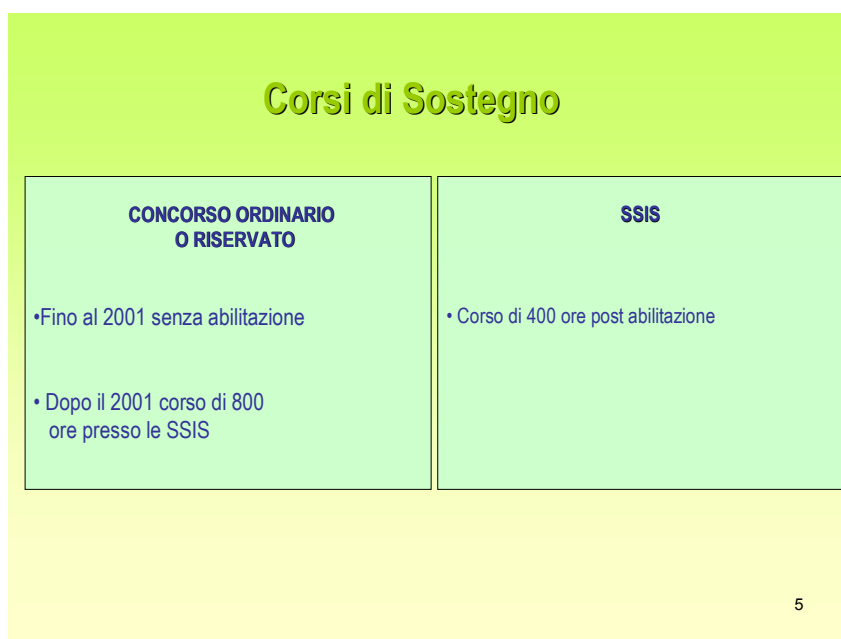 Corsi di Sostegno
CONCORSO ORDINARIO
O RISERVATO
•Fino al 2001 senza abilitazione
• Dopo il 2001 corso di 800
ore presso le SSIS
SSIS
• Corso di 400 ore post abilitazione
5